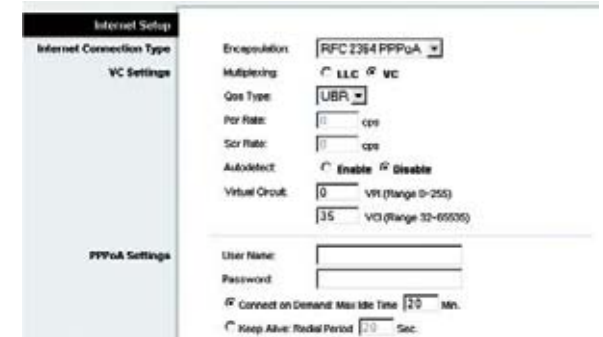 Internet Setup
Internet Connection Type
Encapsulation: RFC 2364 PPPoA
VC Settings
Multiplexing: LLC VC
Qos Type: UBR
Pcr Rate: 0 cps
Scr Rate: 0 cps
Autodetect: Enable Disable
Virtual Circuit: 0 VPI (Range 0~255)
35 VCI (Range 32~65535)
PPPoA Settings
User Name:
Password:
Connect on Demand: Max Idle Time 20 Min.
Keep Alive: Redial Period 20 Sec.